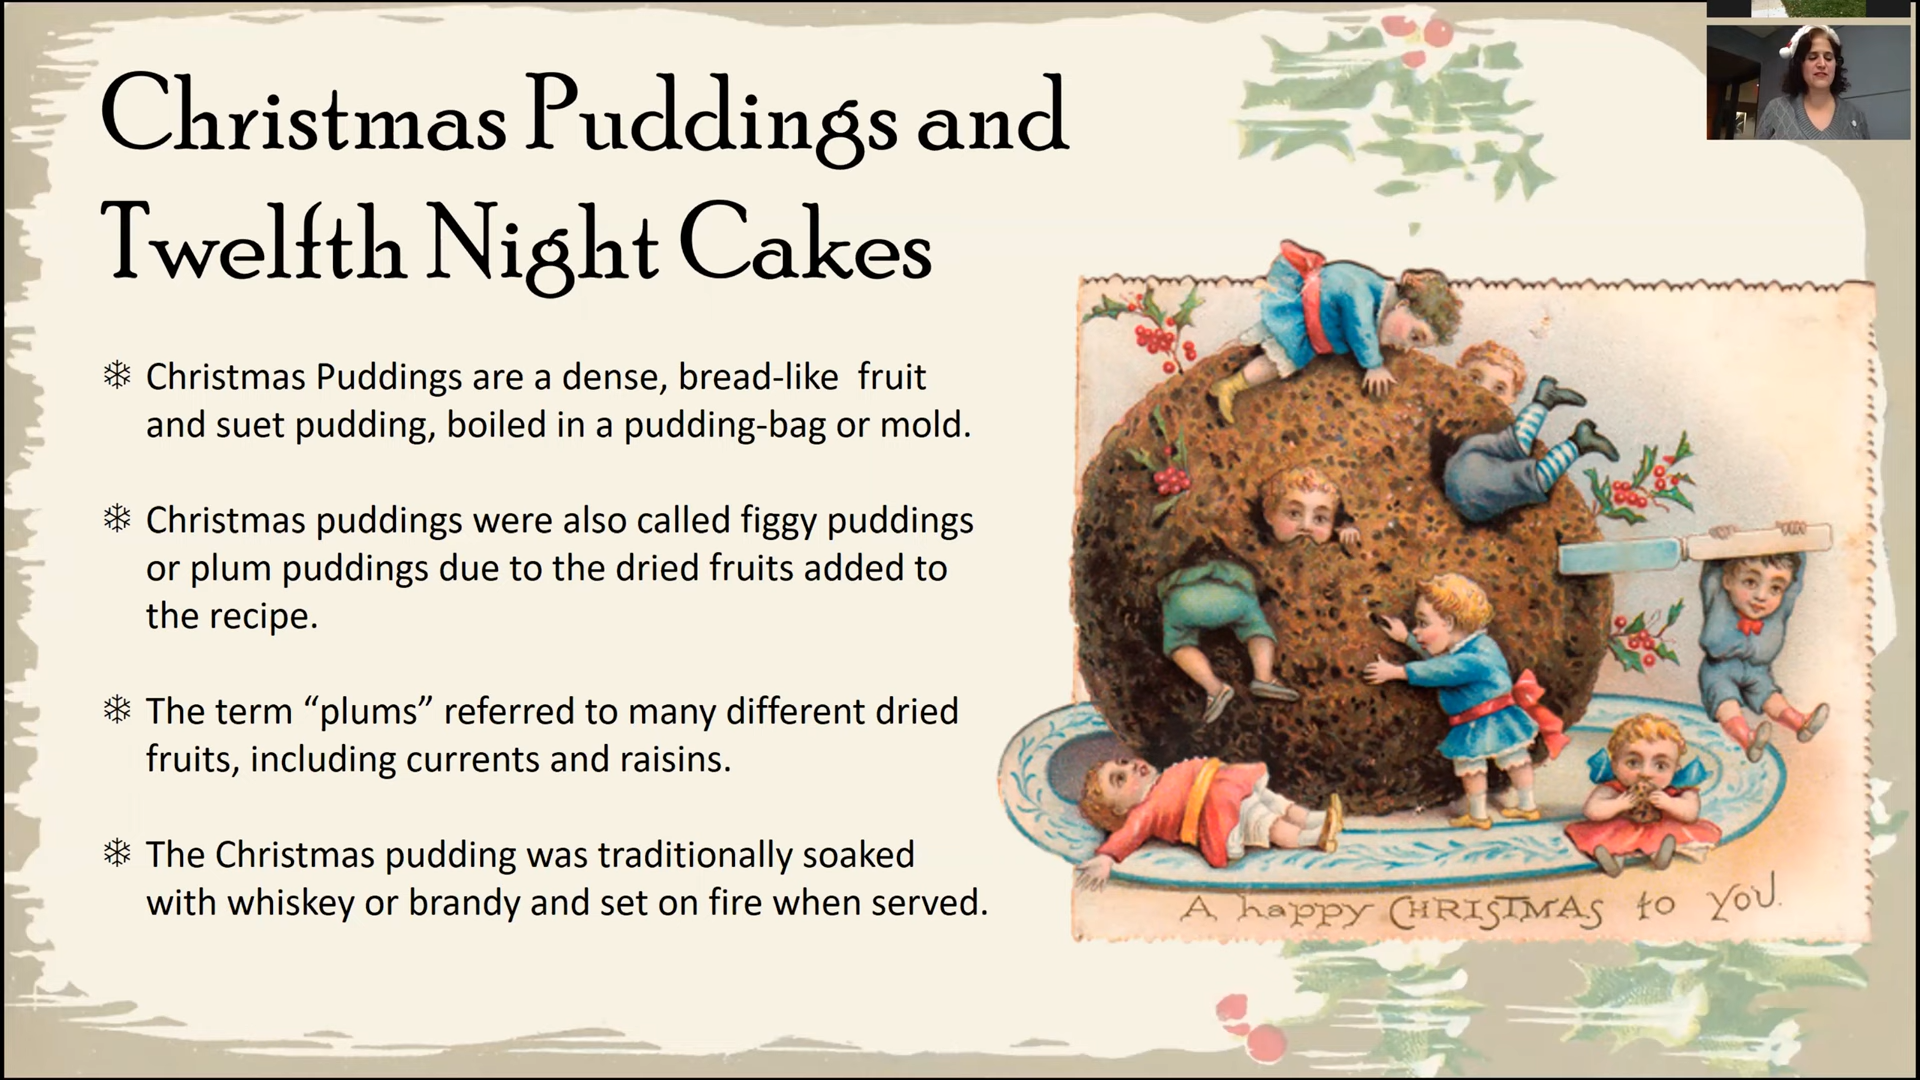 Christmas Puddings and
Twelfth Night Cakes
Christmas Puddings are a dense, bread-like fruit
and suet pudding, boiled in a pudding-bag or mold.
Christmas puddings were also called figgy puddings
or plum puddings due to the dried fruits added to
the recipe.
The term “plums” referred to many different dried
fruits, including currents and raisins.
The Christmas pudding was traditionally soaked
with whiskey or brandy and set on fire when served.
A happy CHRISTMAS to YOU.